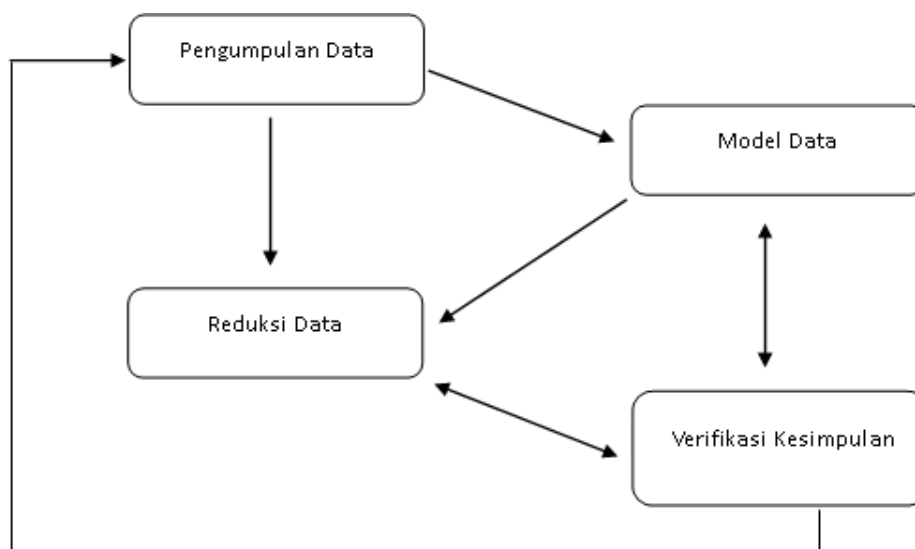 Pengumpulan Data
Model Data
Reduksi Data
Verifikasi Kesimpulan